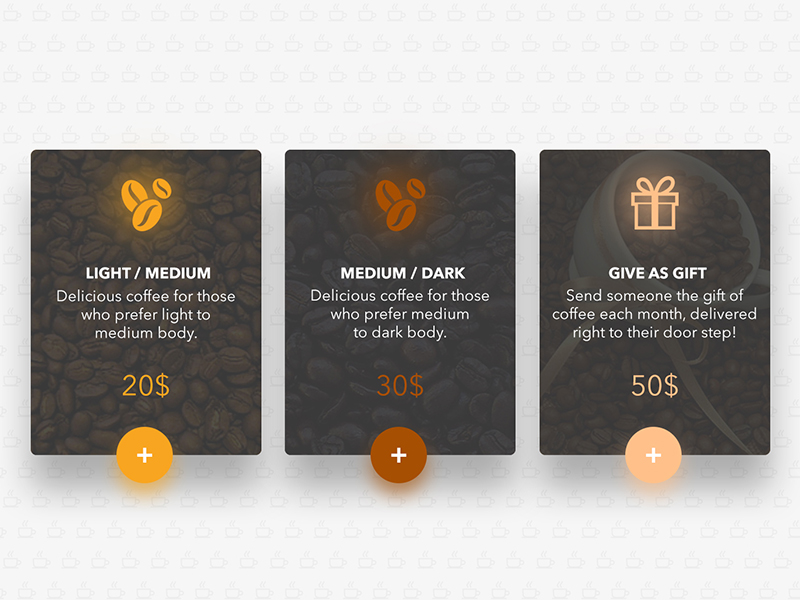 LIGHT / MEDIUM
Delicious coffee for those
who prefer light to
medium body.
20$
+
MEDIUM / DARK
Delicious coffee for those
who prefer medium
to dark body.
30$
+
GIVE AS GIFT
Send someone the gift of
coffee each month, delivered
right to their door step!
50$
+